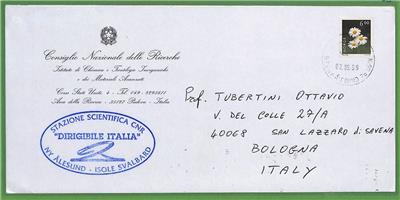 Consiglio Nazionale delle Ricerche
Istituto di Chimica e Tecnologie Inorganiche
e dei Materiali Avanzati
Corso Stati Uniti, 4 - Tel. 049
Area della Ricerca - 35127 Padova - Italia
STAZIONE SCIENTIFICA CNR
"DIRIGIBILE ITALIA"
NY ÅLESUND - ISOLE SVALBARD
Prof. TUBERTINI OTTAVIO
V. DEL COLLE 27/A
40068 SAN LAZZARO di SAVENA
BOLOGNA
ITALY